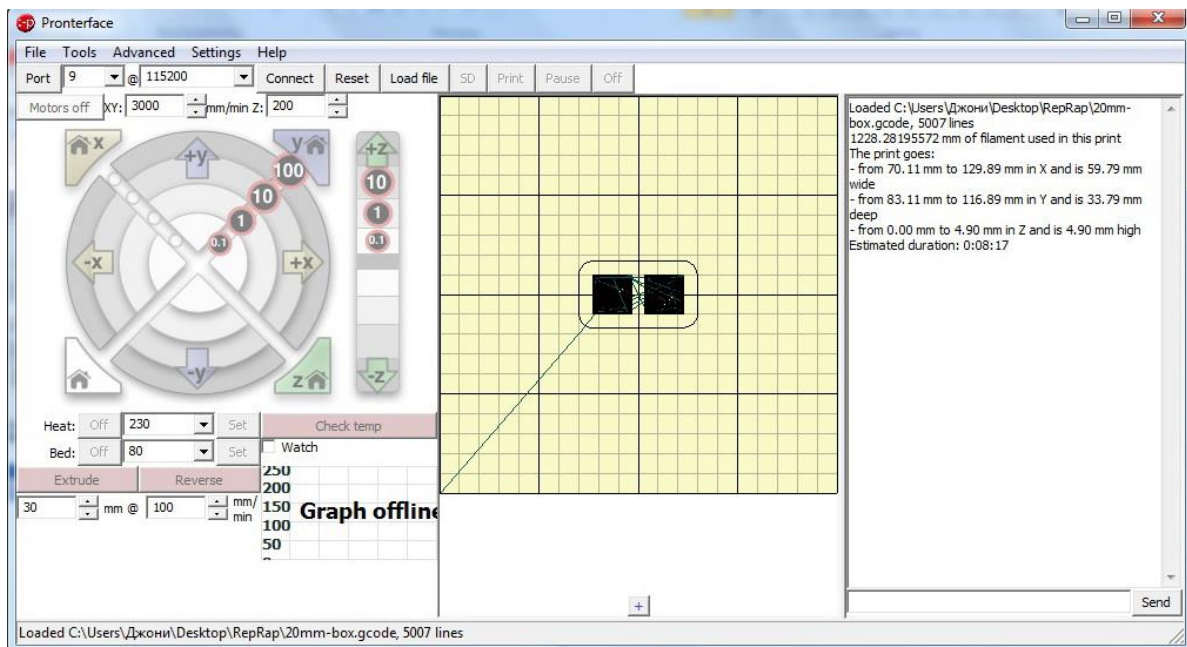 Pronterface
File Tools Advanced Settings Help
Port 9 @ 115200 Connect Reset Load file SD Print Pause Off
Motors off XY: 3000 mm/min Z: 200
x
+y
y
100
10
1
0.1
-x
+x
-y
z
+Z
10
1
0.1
-Z
Heat: Off 230 Set Check temp
Bed: Off 80 Set Watch
Extrude Reverse
30 mm @ 100 mm/
min
250
200
150
100
50
Graph offline
+
Loaded C:\Users\Джони\Desktop\RepRap\20mm-
box.gcode, 5007 lines
1228.28195572 mm of filament used in this print
The print goes:
- from 70.11 mm to 129.89 mm in X and is 59.79 mm
wide
- from 83.11 mm to 116.89 mm in Y and is 33.79 mm
deep
- from 0.00 mm to 4.90 mm in Z and is 4.90 mm high
Estimated duration: 0:08:17
Send
Loaded C:\Users\Джони\Desktop\RepRap\20mm-box.gcode, 5007 lines